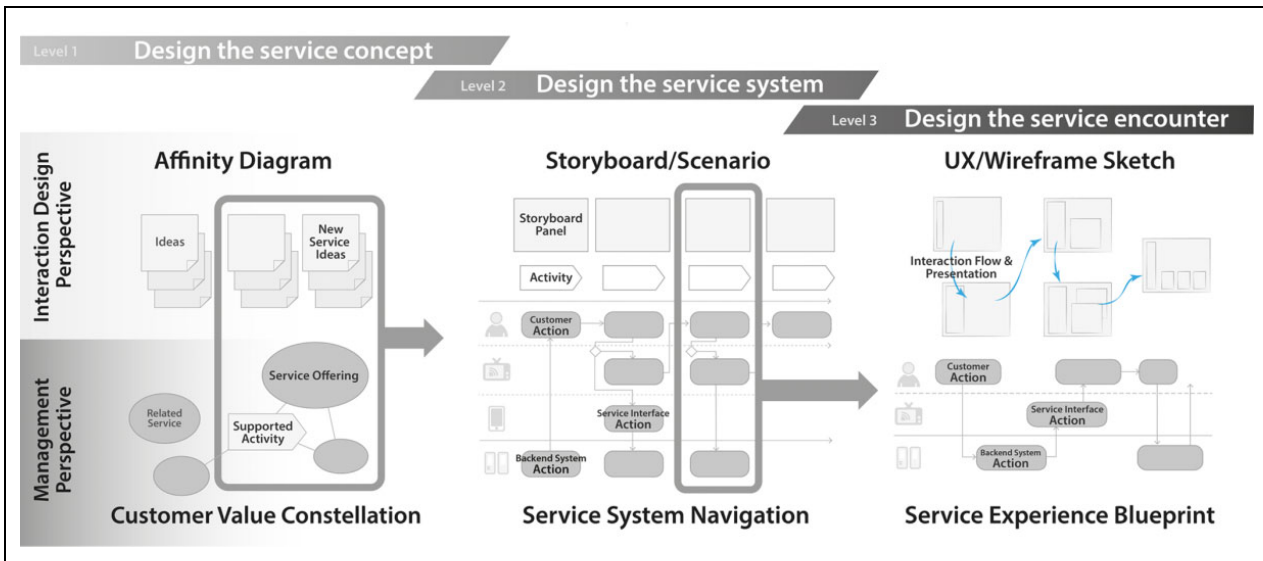 Level 1 Design the service concept
Level 2 Design the service system
Level 3 Design the service encounter
Interaction Design
Perspective
Management
Perspective
Affinity Diagram
Ideas
New
Service
Ideas
Service Offering
Related
Service
Supported
Activity
Customer Value Constellation
Storyboard/Scenario
Storyboard
Panel
Activity
Customer
Action
Service Interface
Action
Backend System
Action
Service System Navigation
UX/Wireframe Sketch
Interaction Flow &
Presentation
Customer
Action
Service Interface
Action
Backend System
Action
Service Experience Blueprint